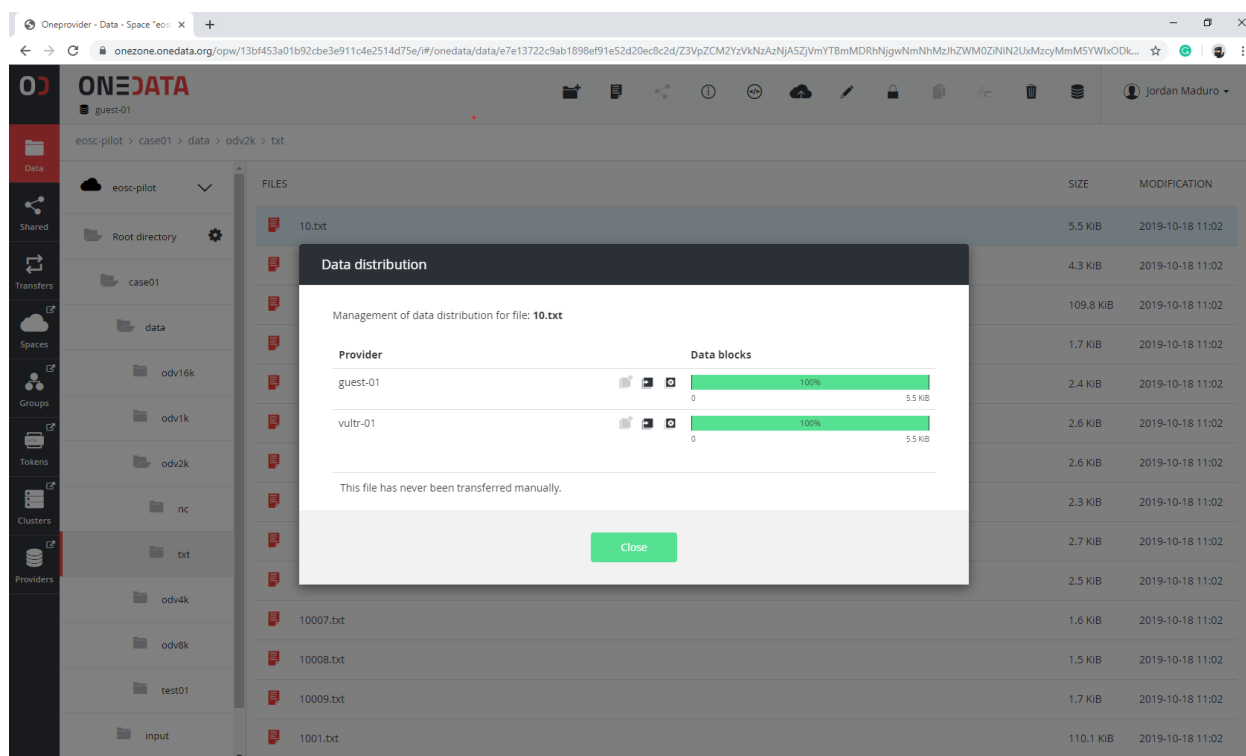 Oneprovider - Data - Space "eos-
onezone.onedata.org/opw/13bf453a01b92cbe3e911c4e2514d75e/i#/onedata/data/e7e13722c9ab1898ef91e52d20ec8c2d/
ONEDATA
guest-01
Jordan Maduro
eosc-pilot > case01 > data > odv2k > txt
Data
Shared
Transfers
Spaces
Groups
Tokens
Clusters
Providers
eosc-pilot
Root directory
case01
data
odv16k
odv1k
odv2k
nc
txt
odv4k
odv8k
test01
input
FILES SIZE MODIFICATION
10.txt 5.5 KiB 2019-10-18 11:02
4.3 KiB 2019-10-18 11:02
109.8 KiB 2019-10-18 11:02
1.7 KiB 2019-10-18 11:02
2.4 KiB 2019-10-18 11:02
2.6 KiB 2019-10-18 11:02
2.6 KiB 2019-10-18 11:02
2.3 KiB 2019-10-18 11:02
2.7 KiB 2019-10-18 11:02
2.5 KiB 2019-10-18 11:02
10007.txt 1.6 KiB 2019-10-18 11:02
10008.txt 1.5 KiB 2019-10-18 11:02
10009.txt 1.7 KiB 2019-10-18 11:02
1001.txt 110.1 KiB 2019-10-18 11:02
Data distribution
Management of data distribution for file: 10.txt
Provider Data blocks
guest-01 100%
0 5.5 KiB
vultr-01 100%
0 5.5 KiB
This file has never been transferred manually.
Close